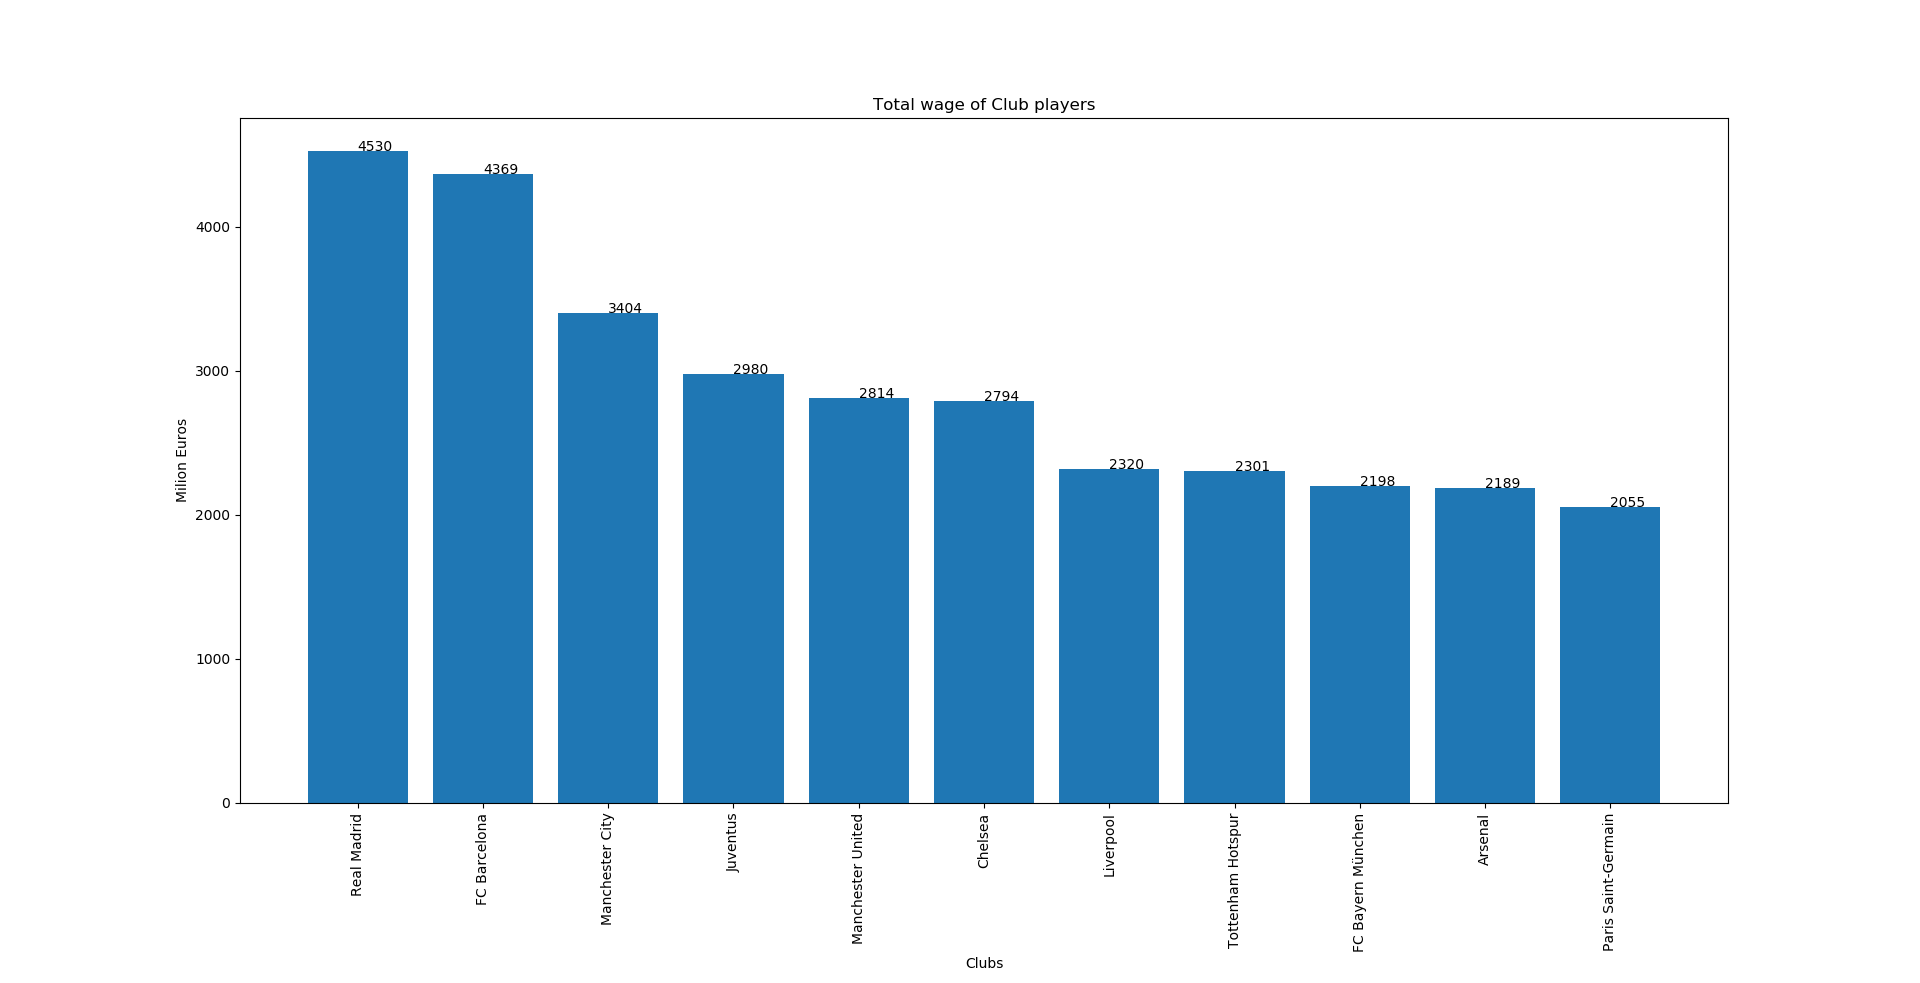 Total wage of Club players
Milion Euros
4000
3000
2000
1000
0
4530
4369
3404
2980
2814
2794
2320
2301
2198
2189
2055
Real Madrid
FC Barcelona
Manchester City
Juventus
Manchester United
Chelsea
Liverpool
Tottenham Hotspur
FC Bayern München
Arsenal
Paris Saint-Germain
Clubs